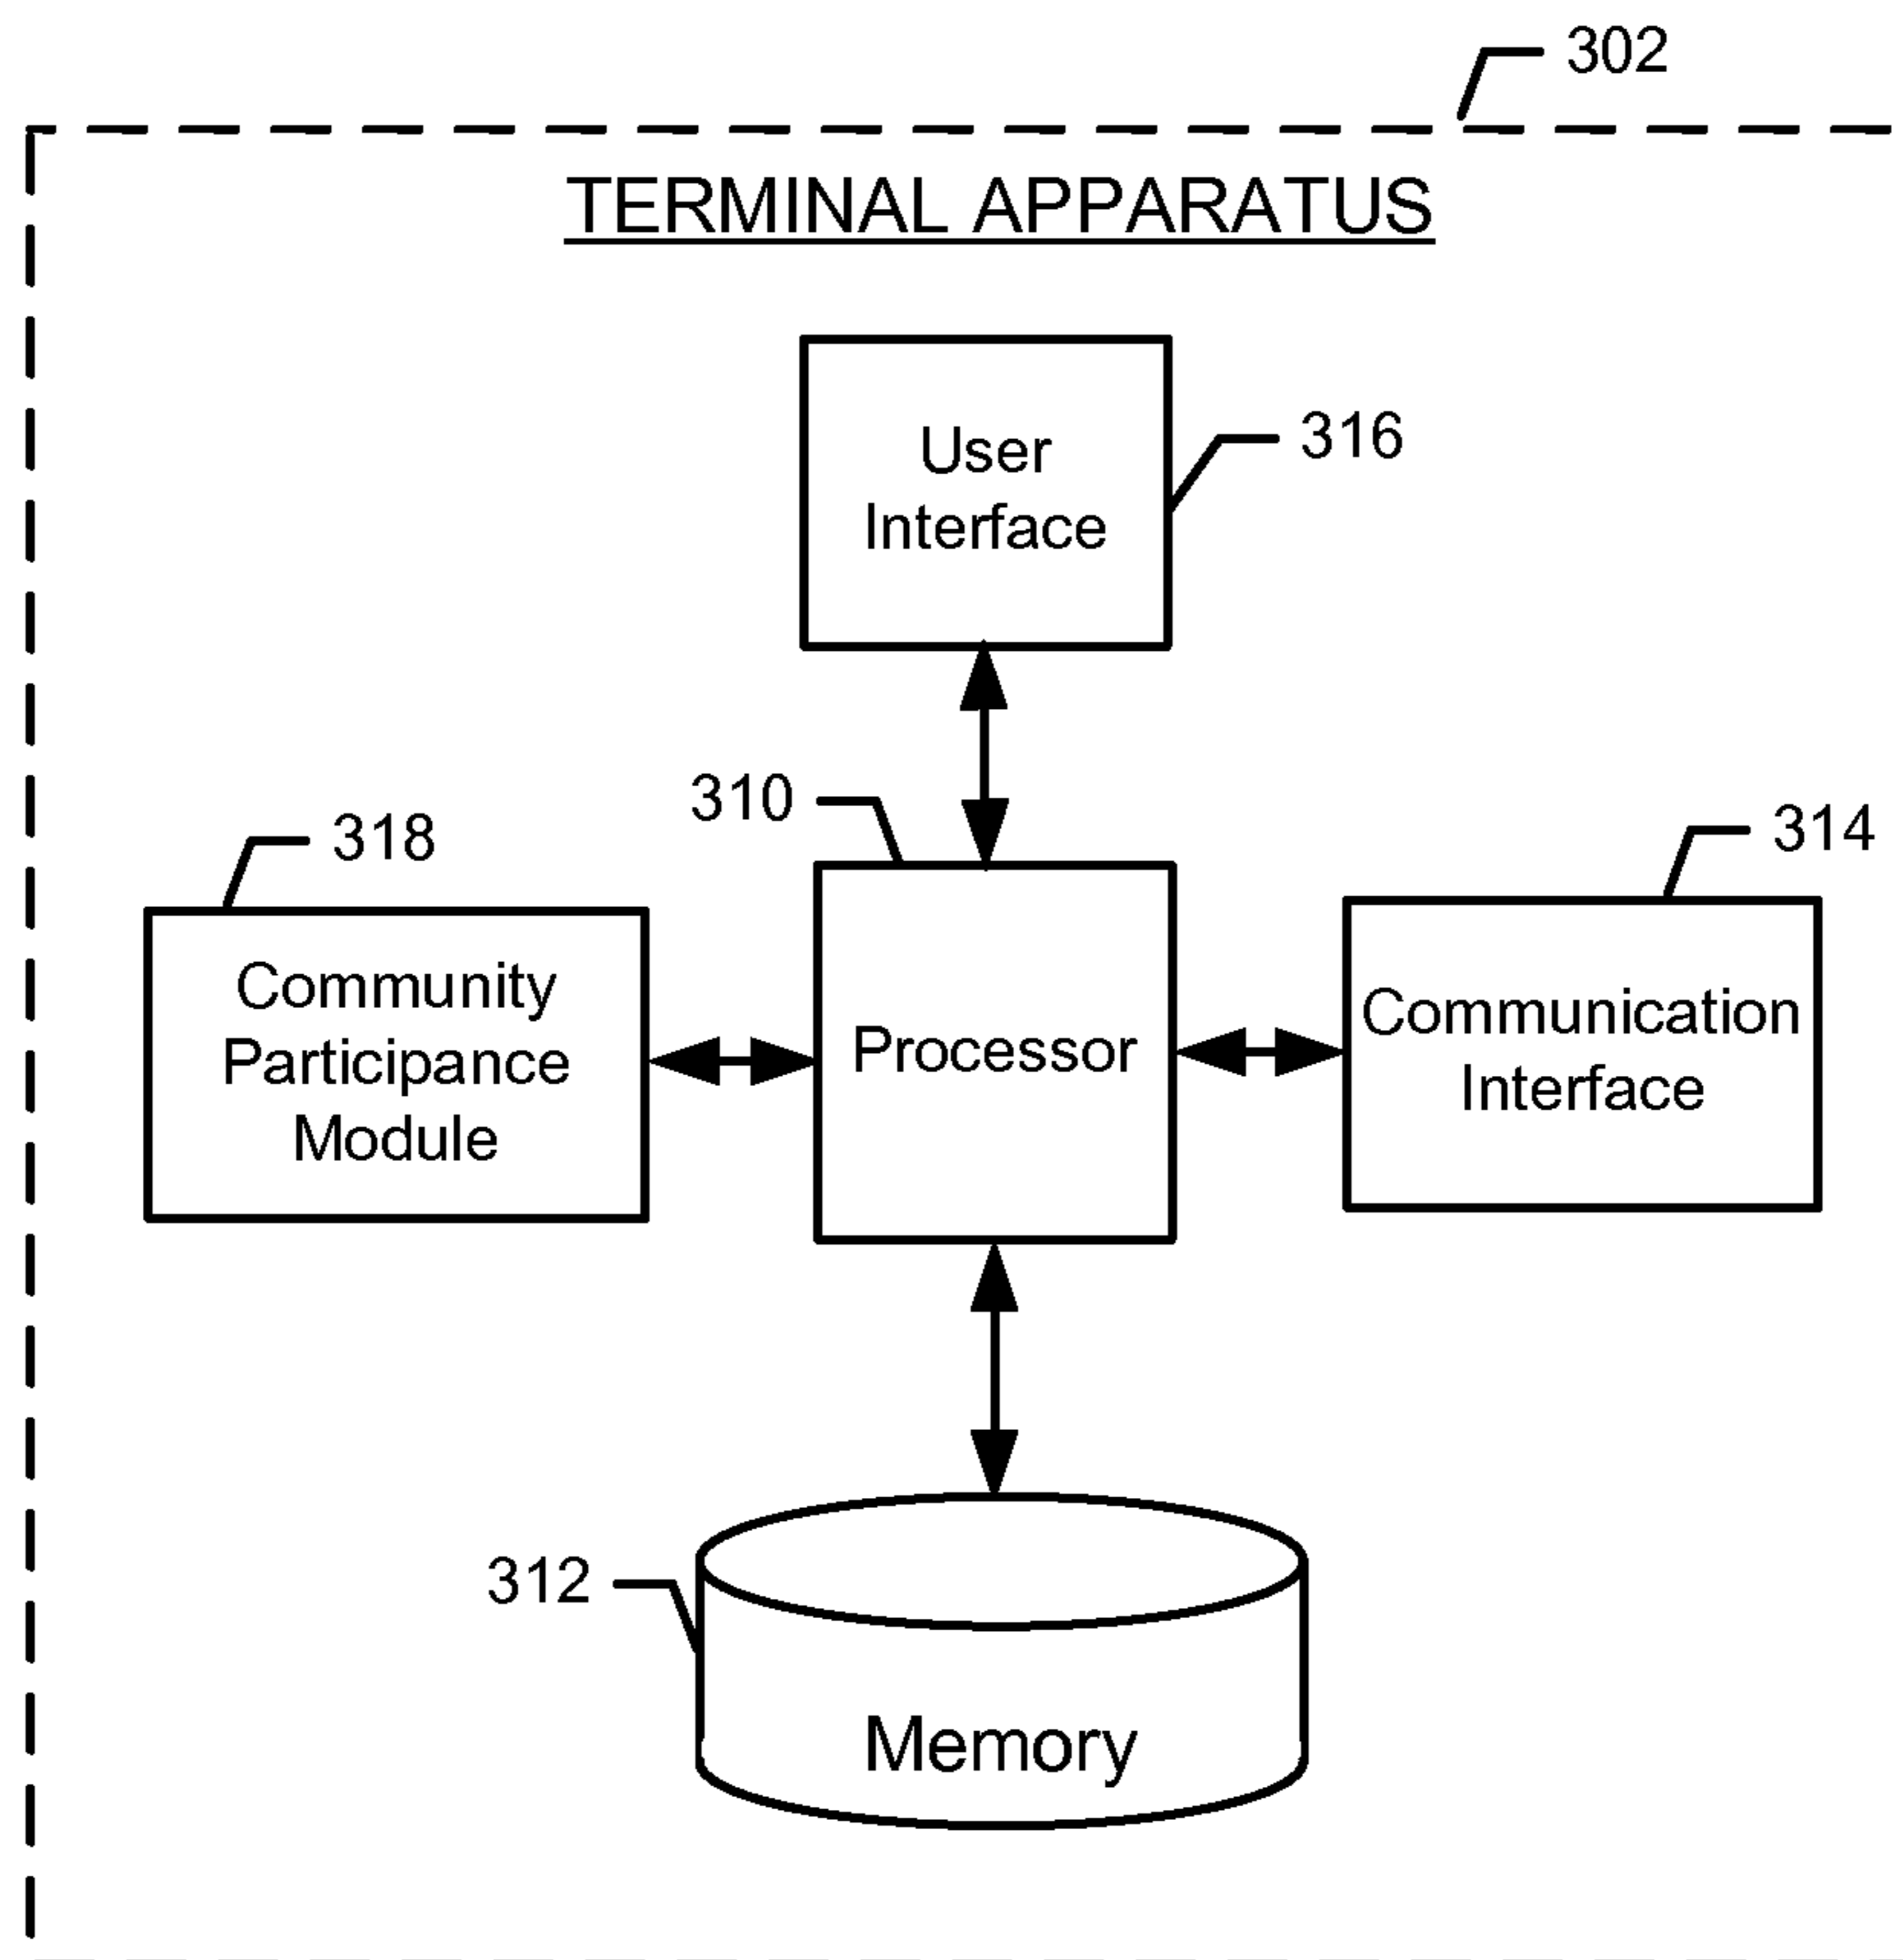 302
TERMINAL APPARATUS
User
Interface
316
310
318
314
Community
Participance
Module
Processor
Communication
Interface
312
Memory